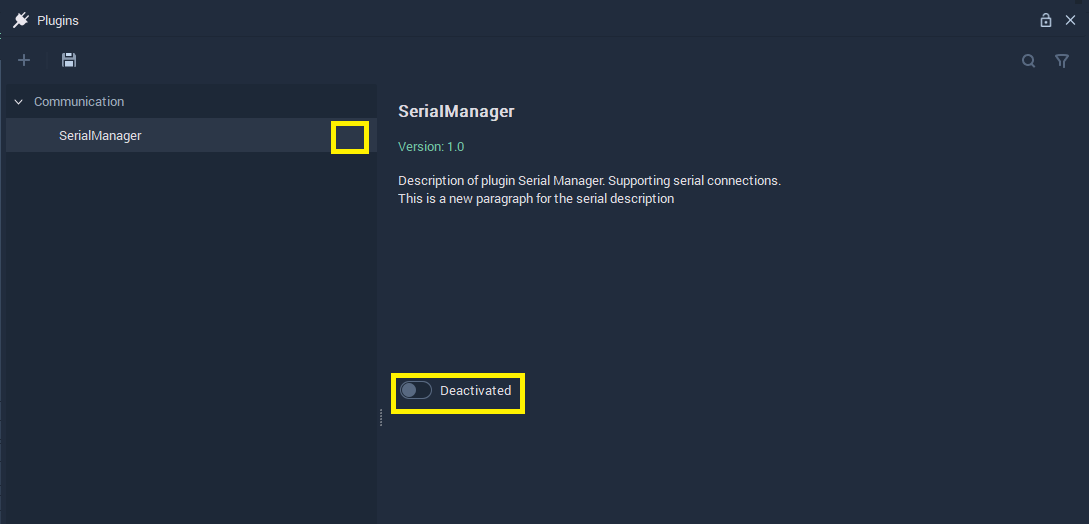 Plugins
Communication
SerialManager
SerialManager
Version: 1.0
Description of plugin Serial Manager. Supporting serial connections.
This is a new paragraph for the serial description
Deactivated